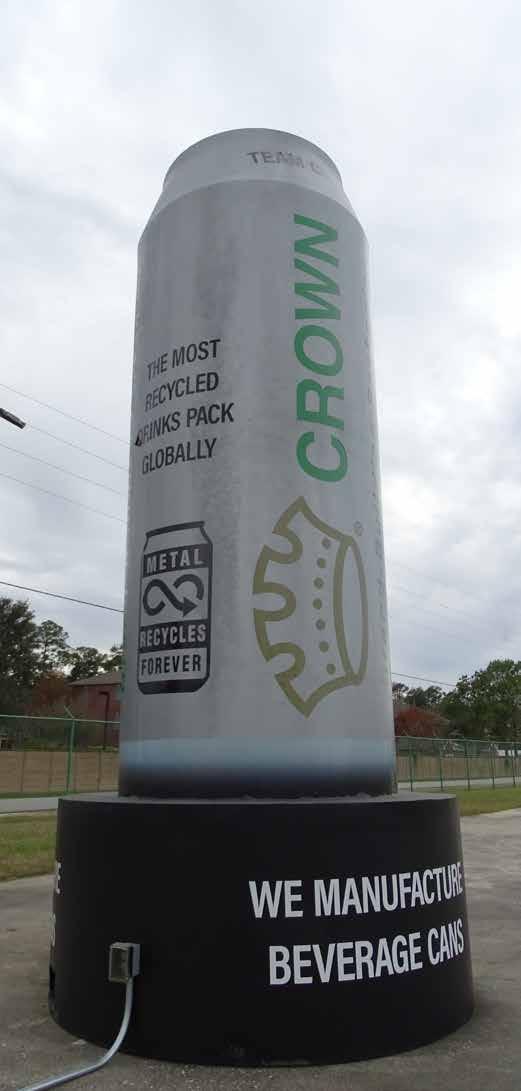 TEAM
CROWN
THE MOST
RECYCLED
DRINKS PACK
GLOBALLY
METAL
RECYCLES
FOREVER
®
WE MANUFACTURE
BEVERAGE CANS